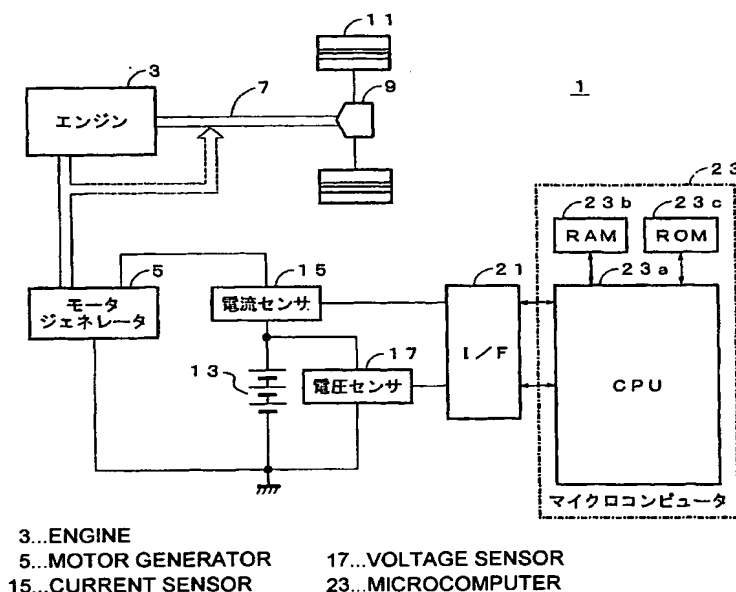 11
3
7
9
1
エンジン
23
23b
23c
RAM
ROM
5
15
21
23a
モータ
ジェネレータ
電流センサ
17
I/F
13
電圧センサ
CPU
マイクロコンピュータ
3...ENGINE
5...MOTOR GENERATOR
17...VOLTAGE SENSOR
15...CURRENT SENSOR
23...MICROCOMPUTER